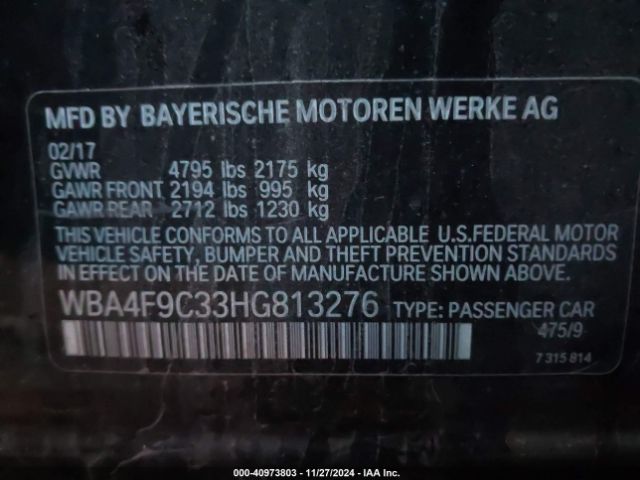 MFD BY BAYERISCHE MOTOREN WERKE AG
02/17
GVWR 4795 lbs 2175 kg
GAWR FRONT 2194 lbs 995 kg
GAWR REAR 2712 lbs 1230 kg
THIS VEHICLE CONFORMS TO ALL APPLICABLE U.S.FEDERAL MOTOR
VEHICLE SAFETY, BUMPER AND THEFT PREVENTION STANDARDS
IN EFFECT ON THE DATE OF MANUFACTURE SHOWN ABOVE.
WBA4F9C33HG813276 TYPE: PASSENGER CAR
475/9
7 315 814
000-40973803 - 11/27/2024 - IAA Inc.